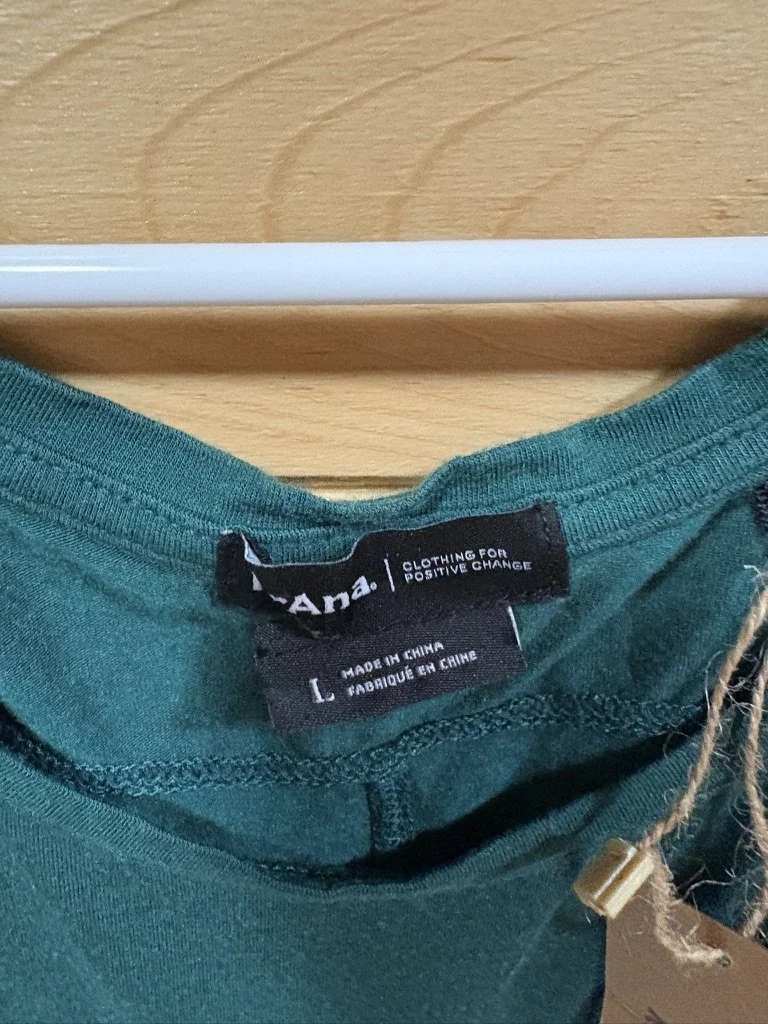 rAna.
CLOTHING FOR
POSITIVE CHANGE
L
MADE IN CHINA
FABRIQUÉ EN CHINE